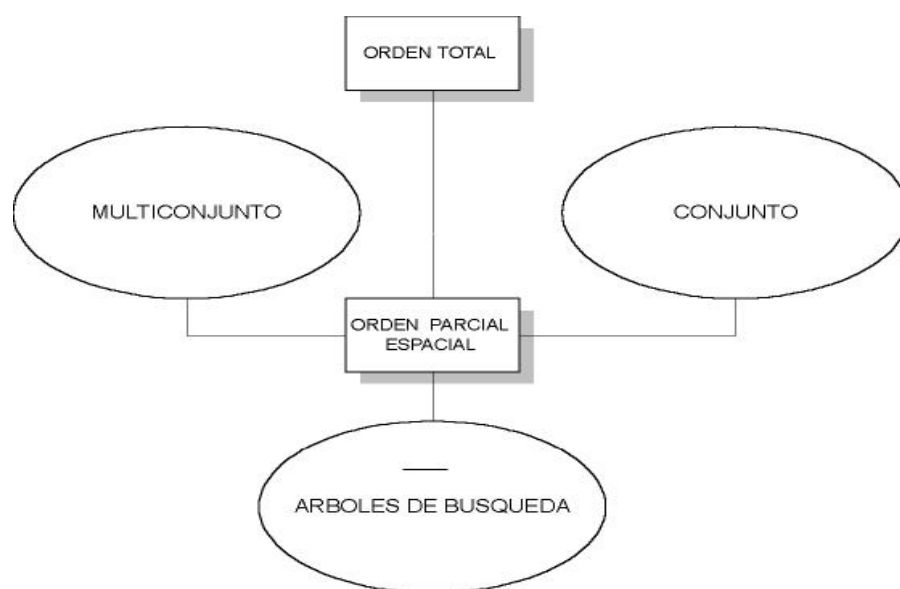 ORDEN TOTAL
MULTICONJUNTO
CONJUNTO
ORDEN PARCIAL
ESPACIAL
ARBOLES DE BUSQUEDA